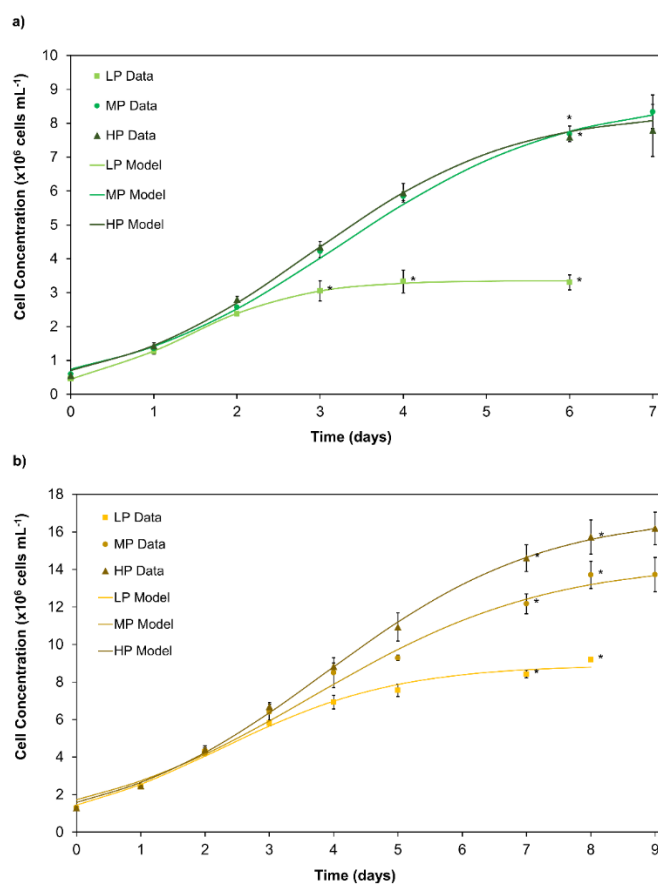 a)
10
9
8
7
6
5
4
3
2
1
0
Cell Concentration (x10⁶ cells mL⁻¹)
LP Data
MP Data
HP Data
LP Model
MP Model
HP Model
*
*
*
*
*
*
0 1 2 3 4 5 6 7
Time (days)
b)
18
16
14
12
10
8
6
4
2
0
Cell Concentration (x10⁶ cells mL⁻¹)
LP Data
MP Data
HP Data
LP Model
MP Model
HP Model
*
*
*
*
*
*
0 1 2 3 4 5 6 7 8 9
Time (days)